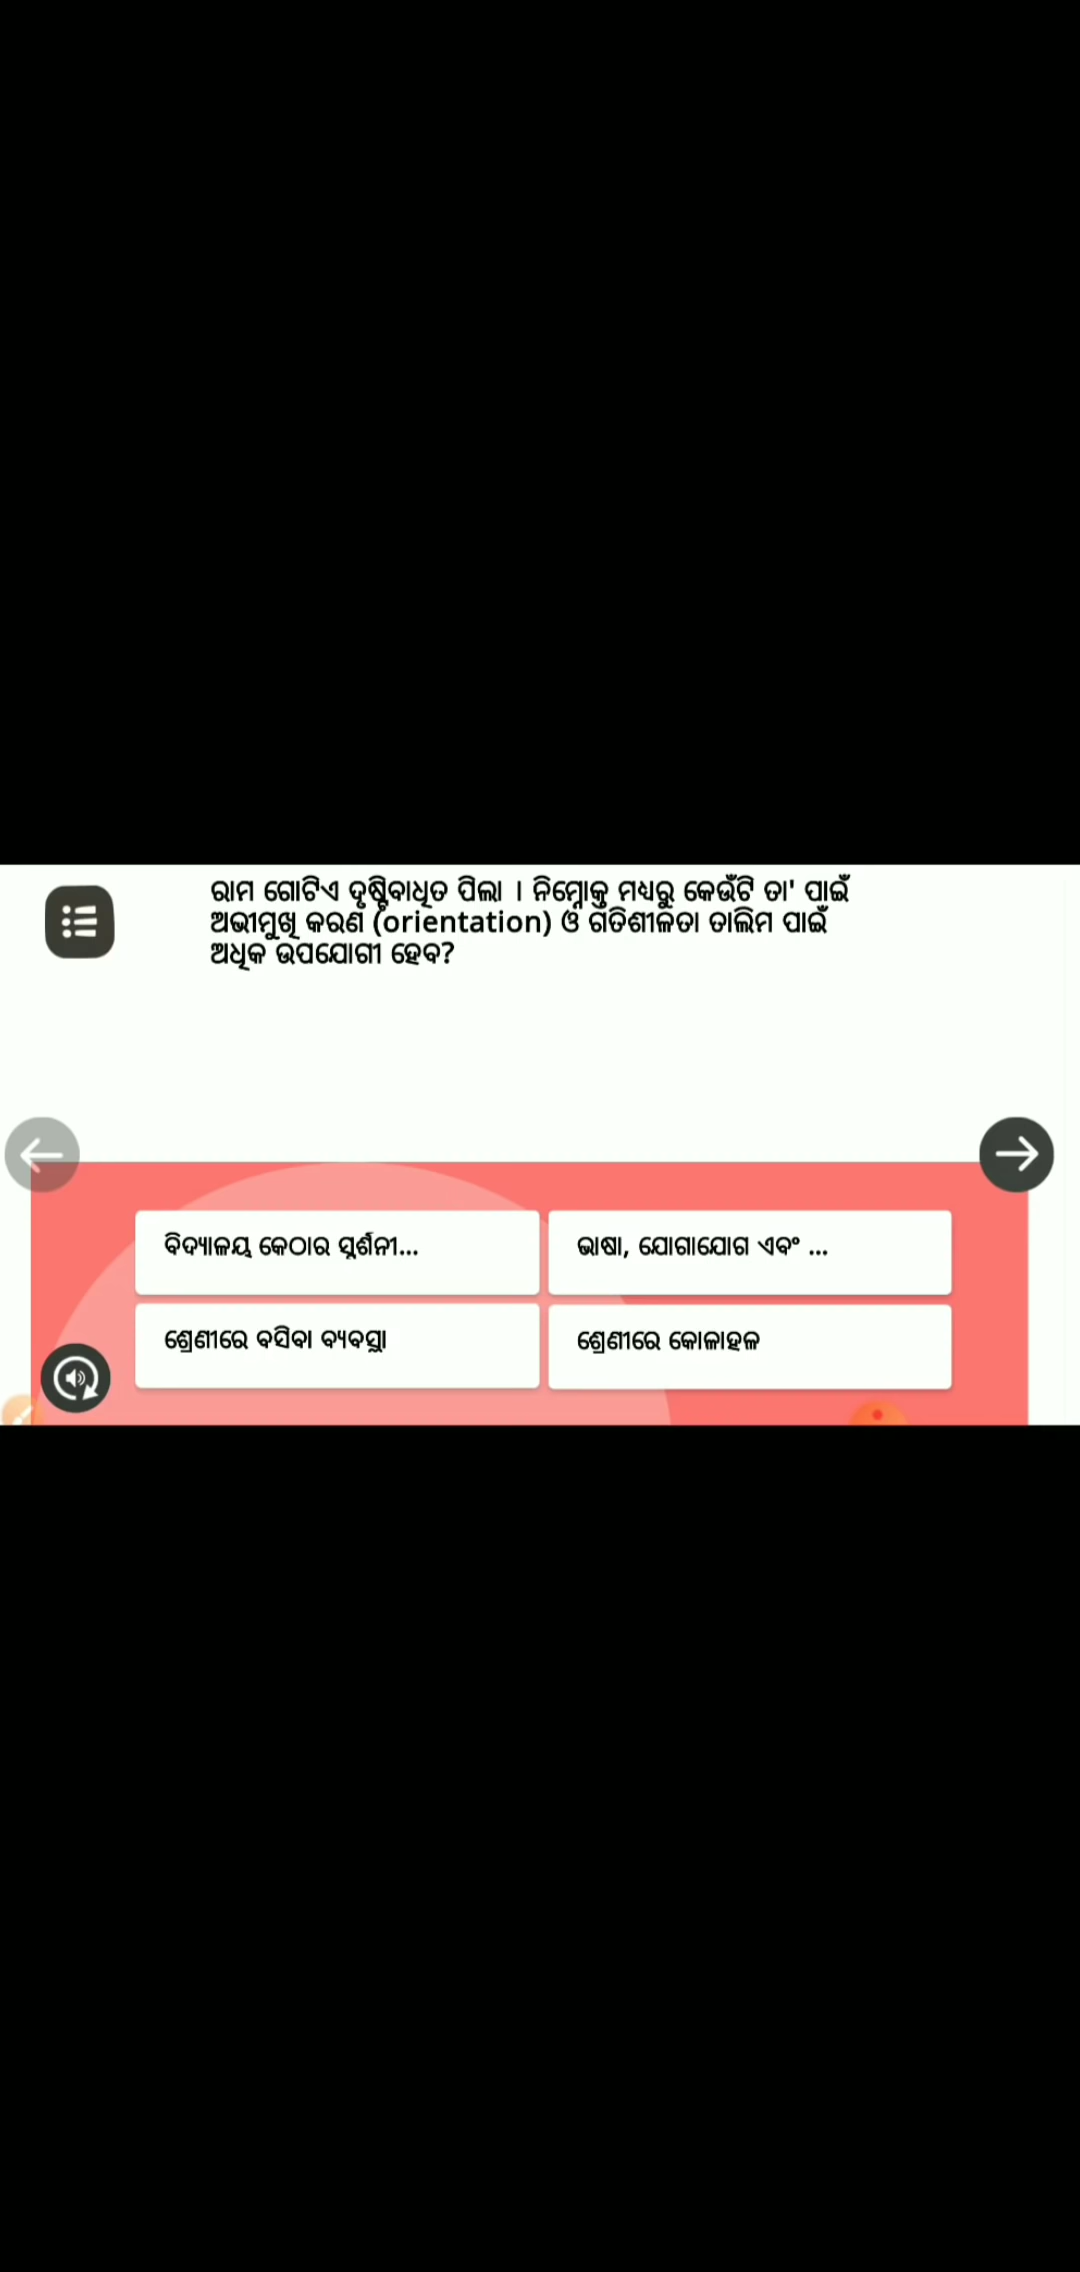 ରାମ ଗୋଟିଏ ଦୃଷ୍ଟିବାଧିତ ପିଲା । ନିମ୍ନୋକ୍ତ ମଧ୍ୟରୁ କେଉଁଟି ତା' ପାଇଁ
ଅଭୀମୁଖି କରଣ (orientation) ଓ ଗତିଶୀଳତା ତାଲିମ ପାଇଁ
ଅଧିକ ଉପଯୋଗୀ ହେବ?
ବିଦ୍ୟାଳୟ କେଠାର ସ୍ପର୍ଶନୀ...
ଭାଷା, ଯୋଗାଯୋଗ ଏବଂ ...
ଶ୍ରେଣୀରେ ବସିବା ବ୍ୟବସ୍ଥା
ଶ୍ରେଣୀରେ କୋଳାହଳ